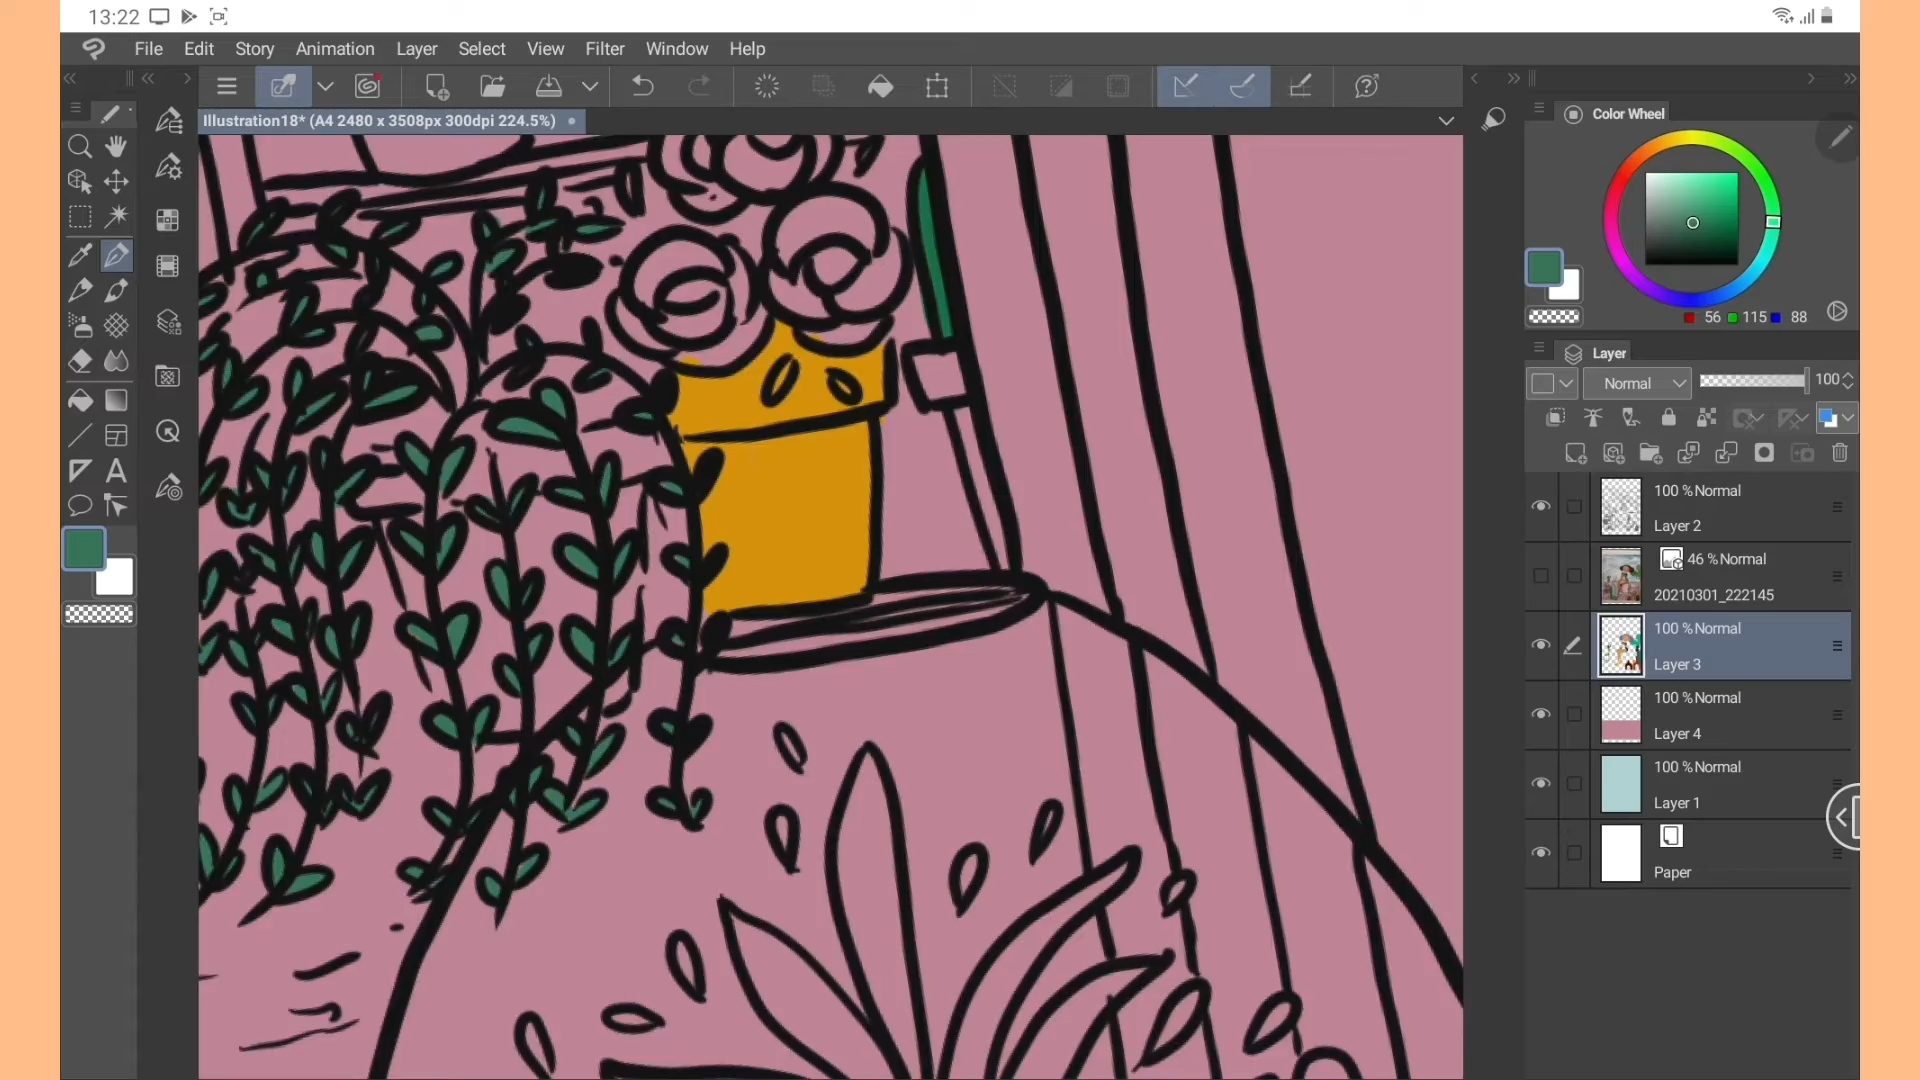 13:22
File Edit Story Animation Layer Select View Filter Window Help
Illustration18* (A4 2480 x 3508px 300dpi 224.5%)
Color Wheel
56 115 88
Layer
Normal 100
100 %Normal
Layer 2
46 %Normal
20210301_222145
100 %Normal
Layer 3
100 %Normal
Layer 4
100 %Normal
Layer 1
Paper